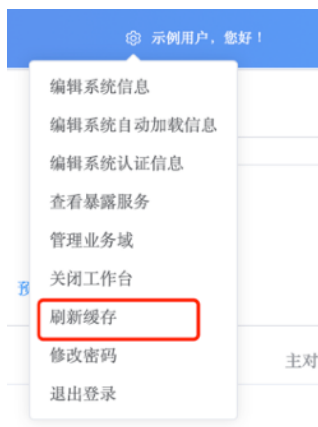 示例用户，您好！
编辑系统信息
编辑系统自动加载信息
编辑系统认证信息
查看暴露服务
管理业务域
关闭工作台
预
刷新缓存
修改密码
主对
退出登录